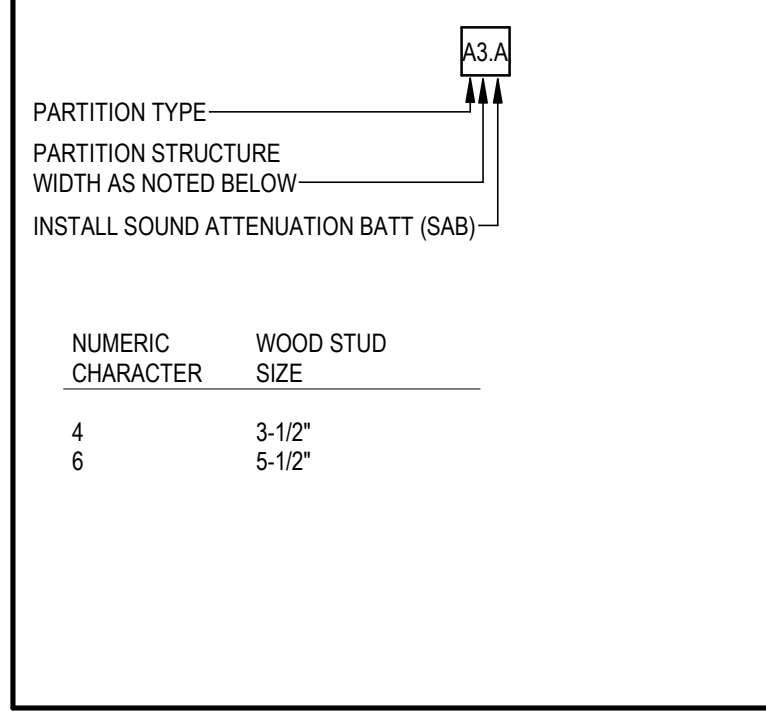 A3.A
PARTITION TYPE
PARTITION STRUCTURE
WIDTH AS NOTED BELOW
INSTALL SOUND ATTENUATION BATT (SAB)
NUMERIC WOOD STUD
CHARACTER SIZE
4 3-1/2"
6 5-1/2"